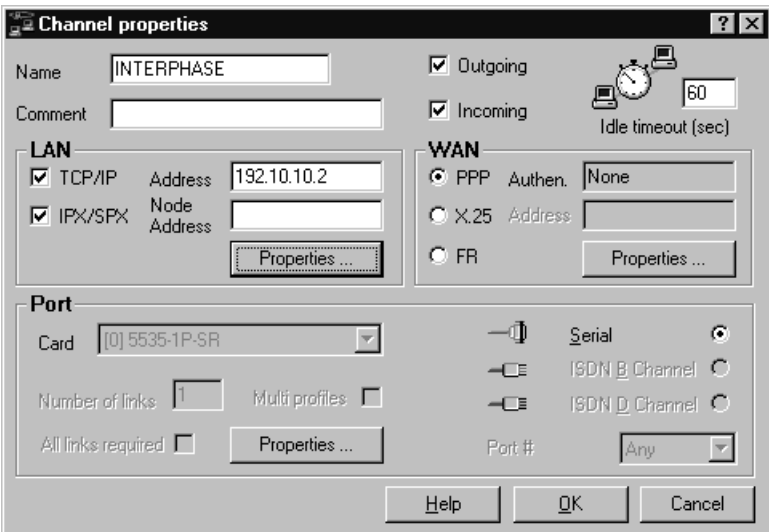 Channel properties
Name INTERPHASE
Outgoing
60
Comment
Incoming
Idle timeout (sec)
LAN
TCP/IP Address 192.10.10.2
IPX/SPX Node Address
Properties ...
WAN
PPP Authen. None
X.25 Address
FR Properties ...
Port
Card [0] 5535-1P-SR
Serial
ISDN B Channel
Number of links 1 Multi profiles
ISDN D Channel
All links required Properties ...
Port # Any
Help OK Cancel